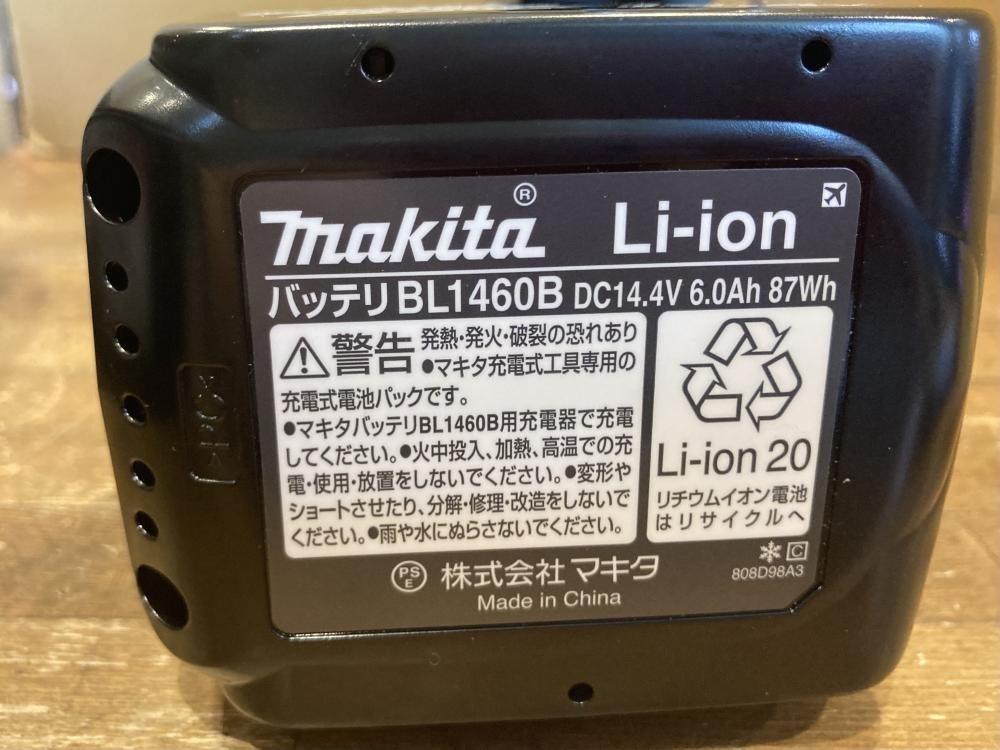 makita® Li-ion
バッテリ BL1460B DC14.4V 6.0Ah 87Wh
警告 発熱・発火・破裂の恐れあり
●マキタ充電式工具専用の
充電式電池パックです。
●マキタバッテリBL1460B用充電器で充電
してください。●火中投入、加熱、高温での充
電・使用・放置をしないでください。●変形や
ショートさせたり、分解・修理・改造をしないで
ください。●雨や水にぬらさないでください。
Li-ion 20
リチウムイオン電池
はリサイクルへ
C
808D98A3
PSE 株式会社 マキタ
Made in China